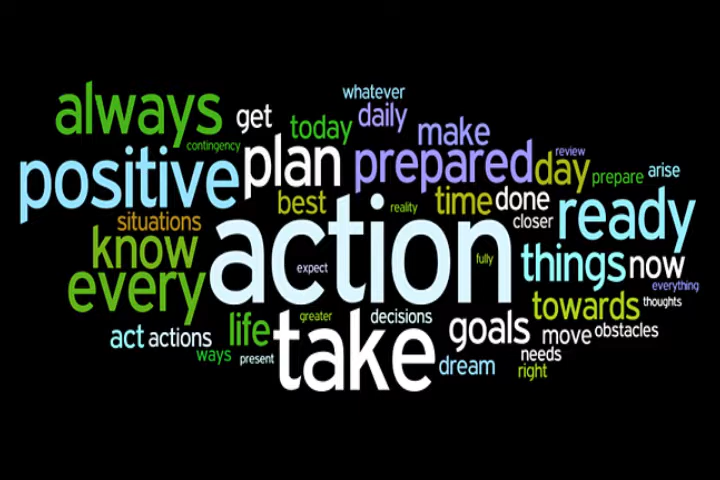 whatever
always get today daily make
contingency
positive plan prepared day review prepare arise
situations best reality time done closer ready
know action things now
every expect fully everything
towards thoughts
act actions life greater decisions goals move obstacles
ways present take dream needs
right